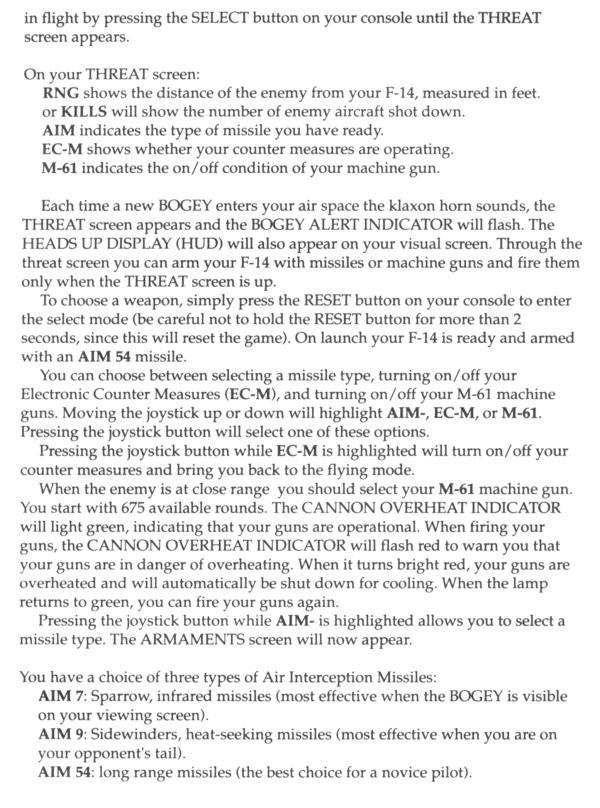 in flight by pressing the SELECT button on your console until the THREAT
screen appears.
On your THREAT screen:
RNG shows the distance of the enemy from your F-14, measured in feet.
or KILLS will show the number of enemy aircraft shot down.
AIM indicates the type of missile you have ready.
EC-M shows whether your counter measures are operating.
M-61 indicates the on/off condition of your machine gun.
Each time a new BOGEY enters your air space the klaxon horn sounds, the
THREAT screen appears and the BOGEY ALERT INDICATOR will flash. The
HEADS UP DISPLAY (HUD) will also appear on your visual screen. Through the
threat screen you can arm your F-14 with missiles or machine guns and fire them
only when the THREAT screen is up.
To choose a weapon, simply press the RESET button on your console to enter
the select mode (be careful not to hold the RESET button for more than 2
seconds, since this will reset the game). On launch your F-14 is ready and armed
with an AIM 54 missile.
You can choose between selecting a missile type, turning on/off your
Electronic Counter Measures (EC-M), and turning on/off your M-61 machine
guns. Moving the joystick up or down will highlight AIM-, EC-M, or M-61.
Pressing the joystick button will select one of these options.
Pressing the joystick button while EC-M is highlighted will turn on/off your
counter measures and bring you back to the flying mode.
When the enemy is at close range you should select your M-61 machine gun.
You start with 675 available rounds. The CANNON OVERHEAT INDICATOR
will light green, indicating that your guns are operational. When firing your
guns, the CANNON OVERHEAT INDICATOR will flash red to warn you that
your guns are in danger of overheating. When it turns bright red, your guns are
overheated and will automatically be shut down for cooling. When the lamp
returns to green, you can fire your guns again.
Pressing the joystick button while AIM- is highlighted allows you to select a
missile type. The ARMAMENTS screen will now appear.
You have a choice of three types of Air Interception Missiles:
AIM 7: Sparrow, infrared missiles (most effective when the BOGEY is visible
on your viewing screen).
AIM 9: Sidewinders, heat-seeking missiles (most effective when you are on
your opponent's tail).
AIM 54: long range missiles (the best choice for a novice pilot).